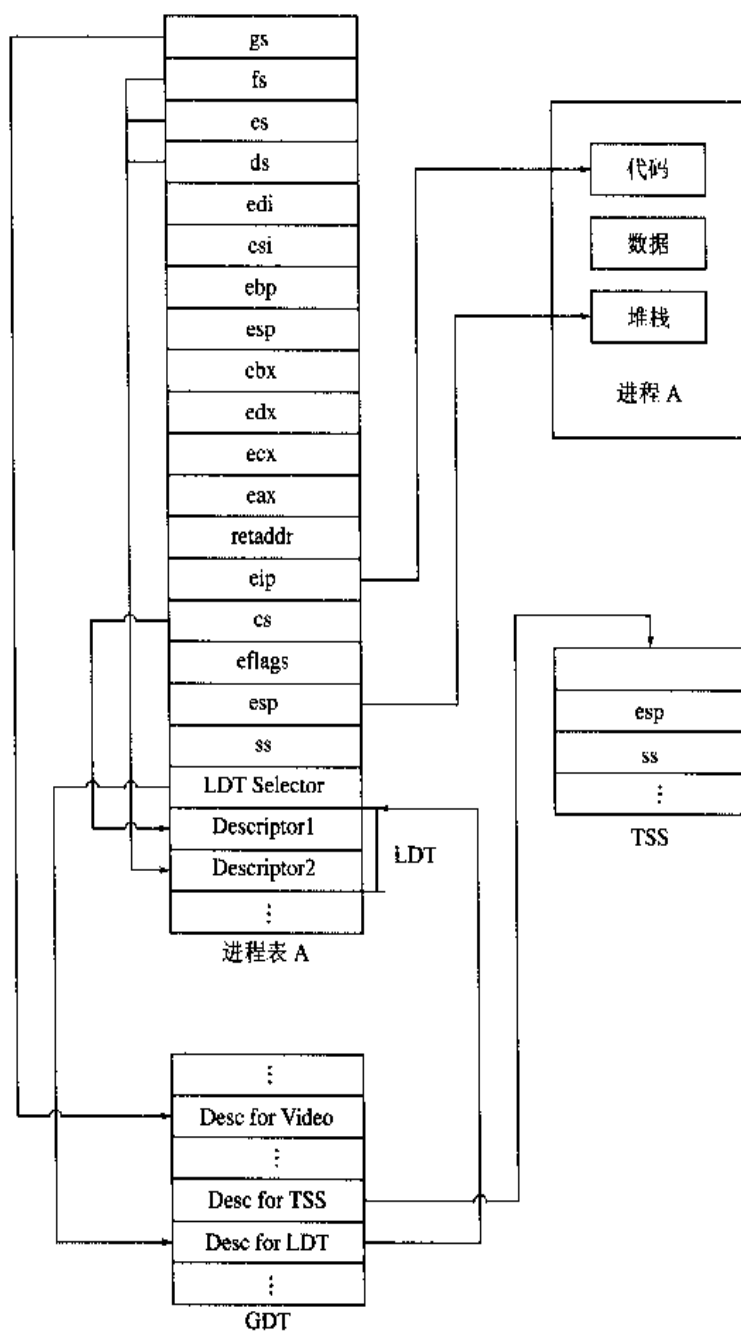 gs
fs
es
ds
edi
csi
ebp
esp
cbx
edx
ecx
eax
retaddr
eip
cs
eflags
esp
ss
LDT Selector
Descriptor1
Descriptor2
⋮
LDT
进程表 A
代码
数据
堆栈
进程 A
esp
ss
⋮
TSS
⋮
Desc for Video
⋮
Desc for TSS
Desc for LDT
⋮
GDT